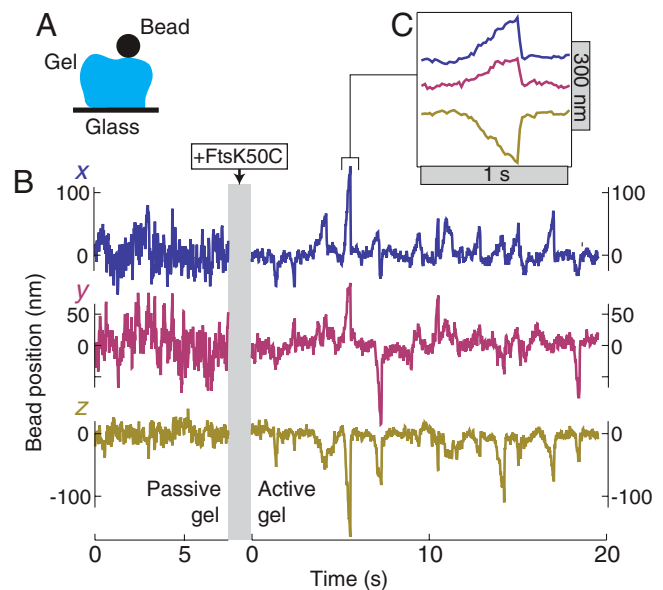 A
Bead
Gel
Glass
C
300 nm
1 s
+FtsK50C
B
x
100
0
y
50
0
z
0
-100
Bead position (nm)
100
0
50
0
0
-100
Passive
gel
Active
gel
0 5 0 10 20
Time (s)